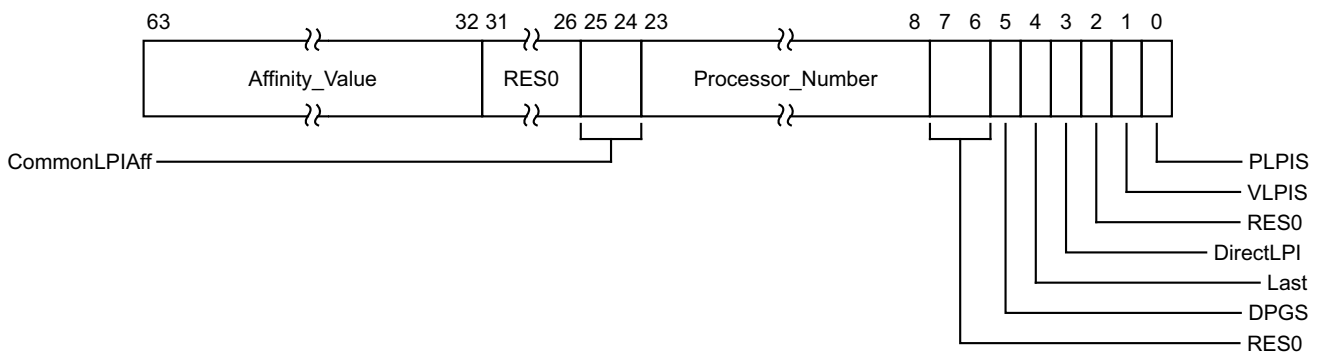 63 32 31 26 25 24 23 8 7 6 5 4 3 2 1 0
Affinity_Value RES0 Processor_Number
CommonLPIAff
PLPIS
VLPIS
RES0
DirectLPI
Last
DPGS
RES0